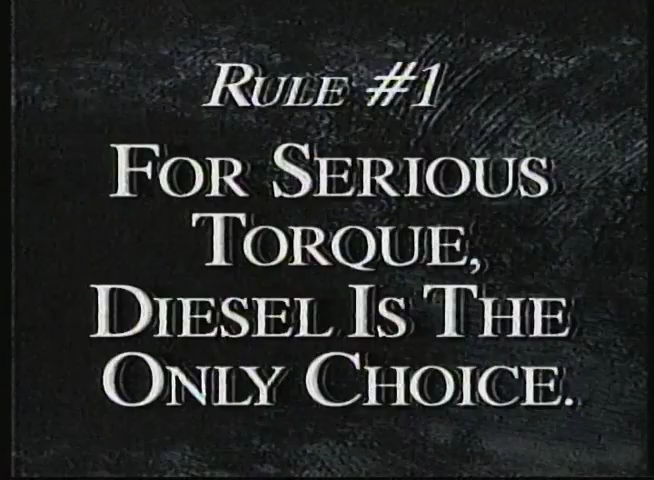 RULE #1
FOR SERIOUS
TORQUE,
DIESEL IS THE
ONLY CHOICE.